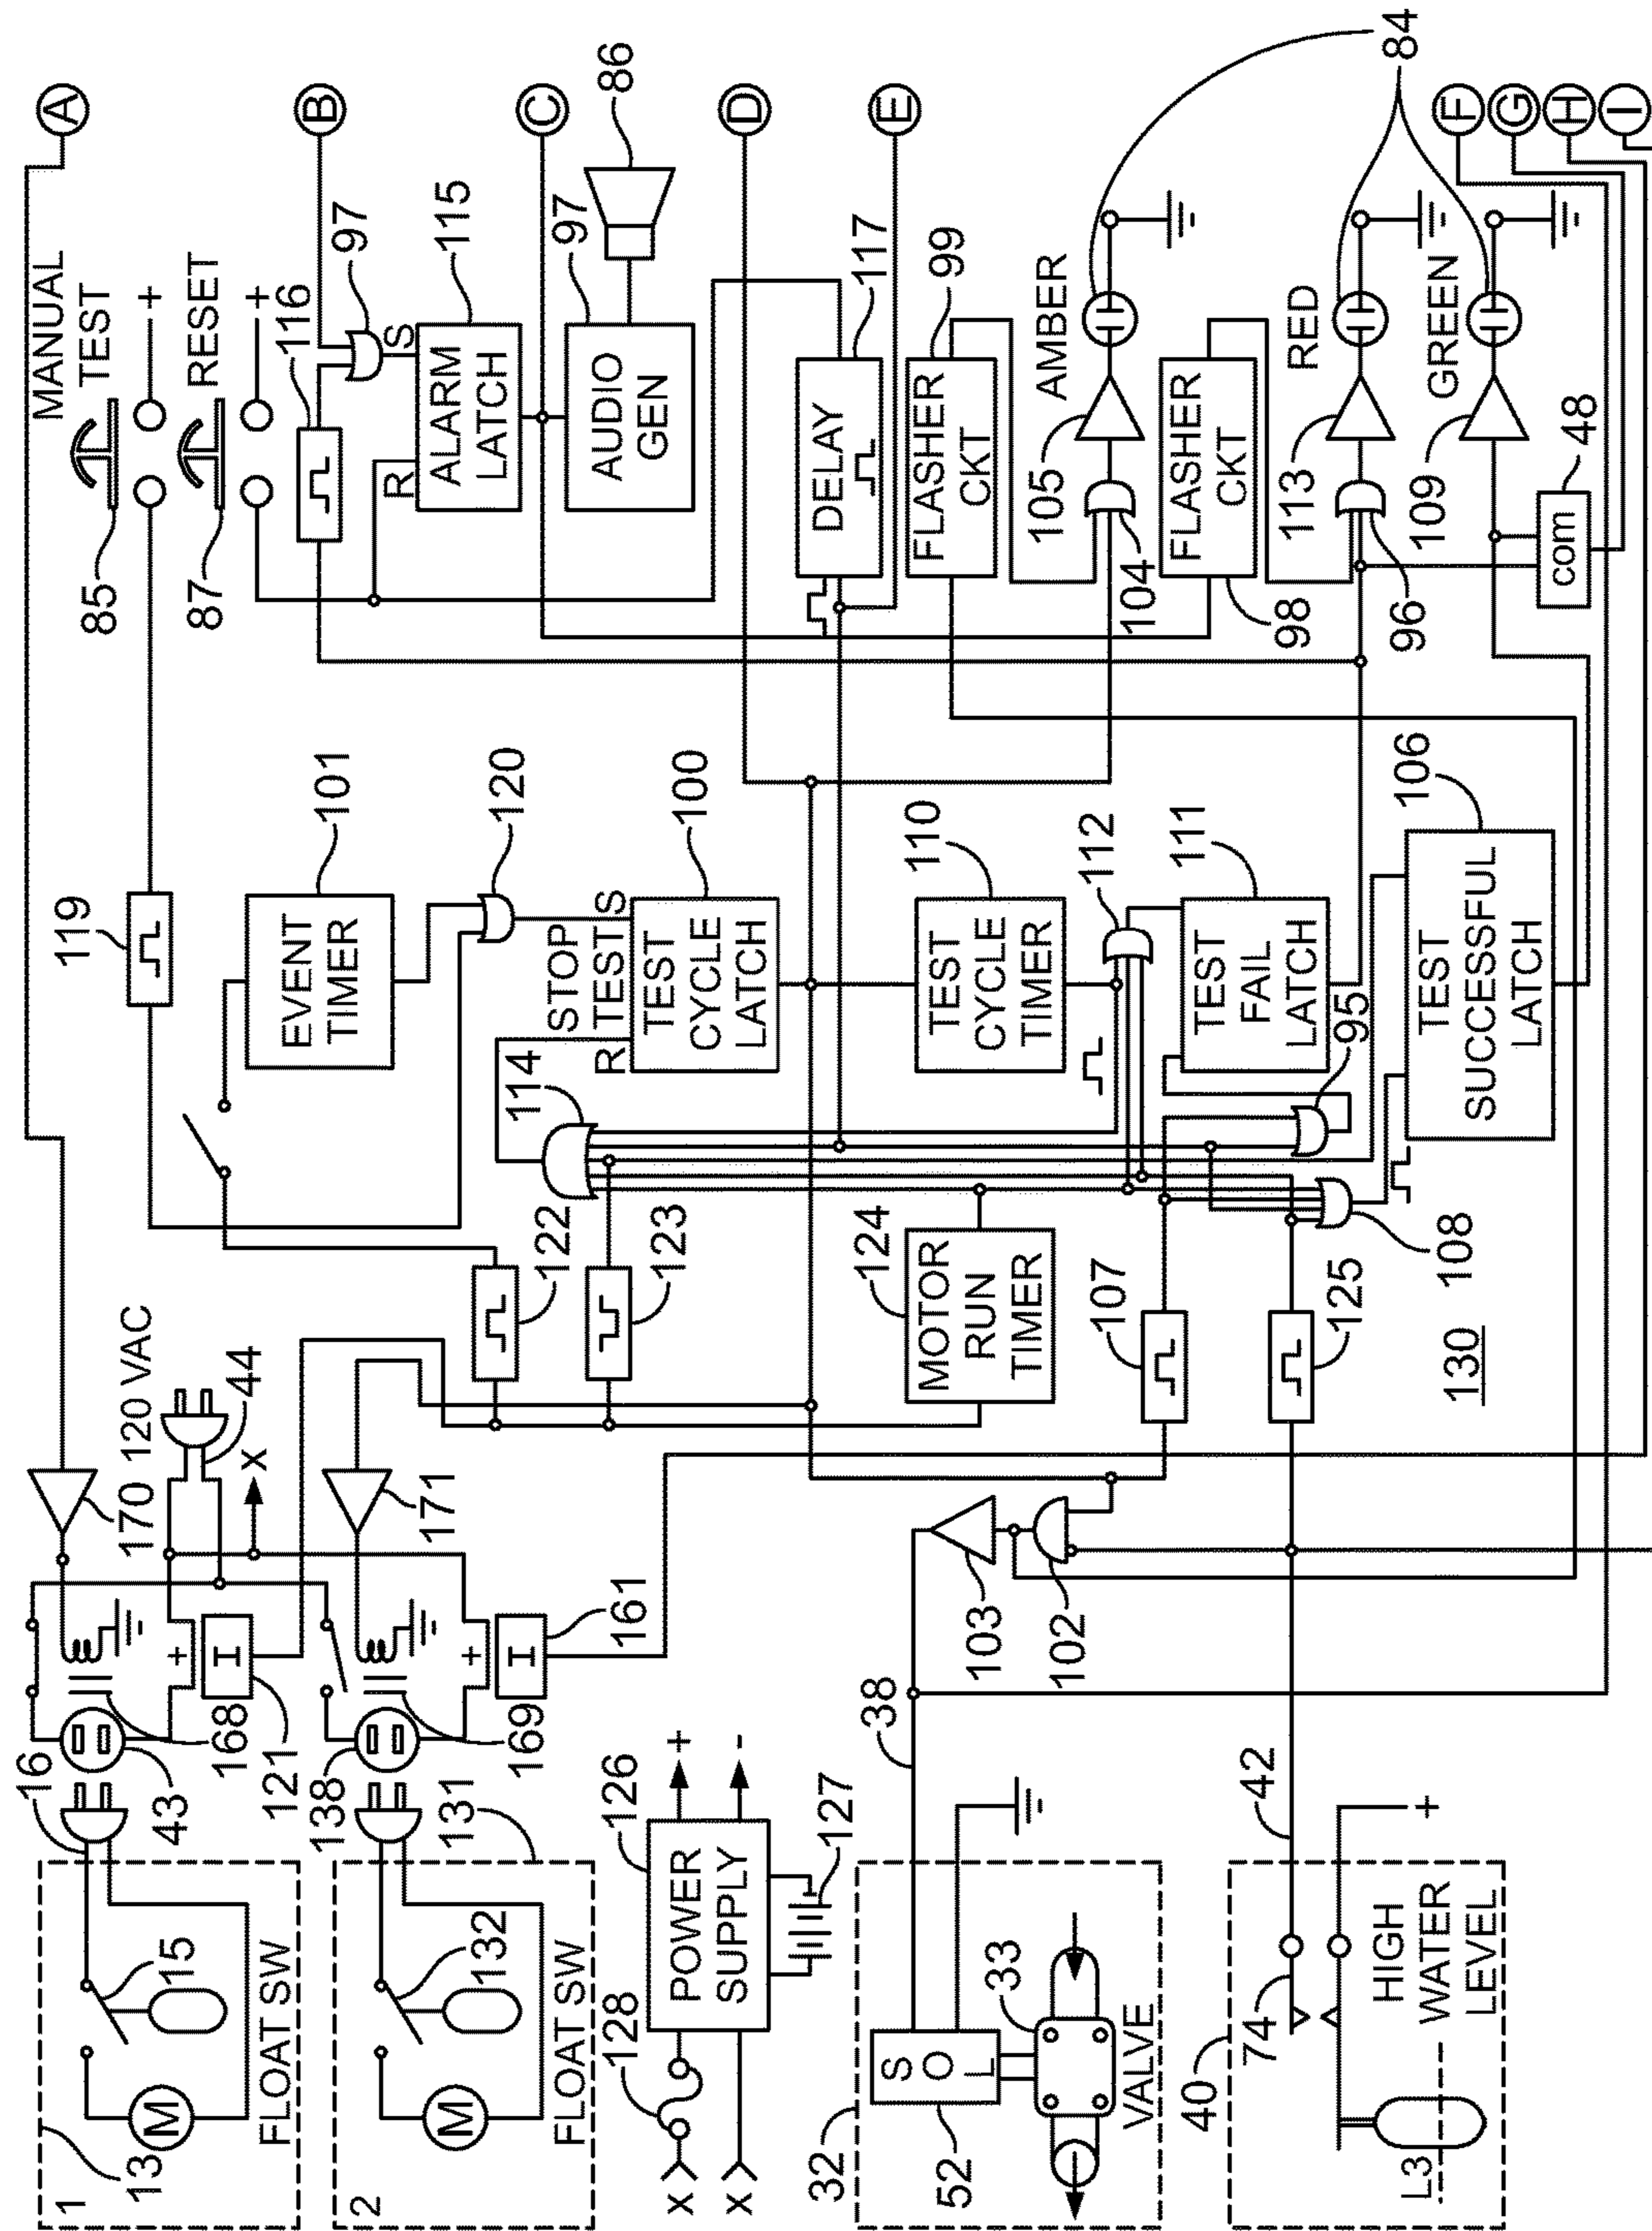 MANUAL
TEST
+
85
RESET
+
87
A
B
C
D
E
F
G
H
I
119
116
97
S
R
ALARM
LATCH
115
AUDIO
GEN
97
86
DELAY
117
FLASHER
CKT
99
AMBER
105
104
84
FLASHER
CKT
98
RED
113
96
GREEN
109
com
48
EVENT
TIMER
101
120
STOP
TEST
S
R
TEST
CYCLE
LATCH
100
114
TEST
CYCLE
TIMER
110
112
TEST
FAIL
LATCH
111
95
TEST
SUCCESSFUL
LATCH
106
108
122
123
MOTOR
RUN
TIMER
124
107
125
130
120 VAC
44
X
170
171
16
43
168
+
I
121
138
169
+
I
161
103
102
1
13
M
15
FLOAT SW
2
M
132
131
FLOAT SW
X
X
128
POWER
SUPPLY
126
+
-
127
32
SOL
52
33
VALVE
38
40
74
42
HIGH
WATER
LEVEL
L3
+